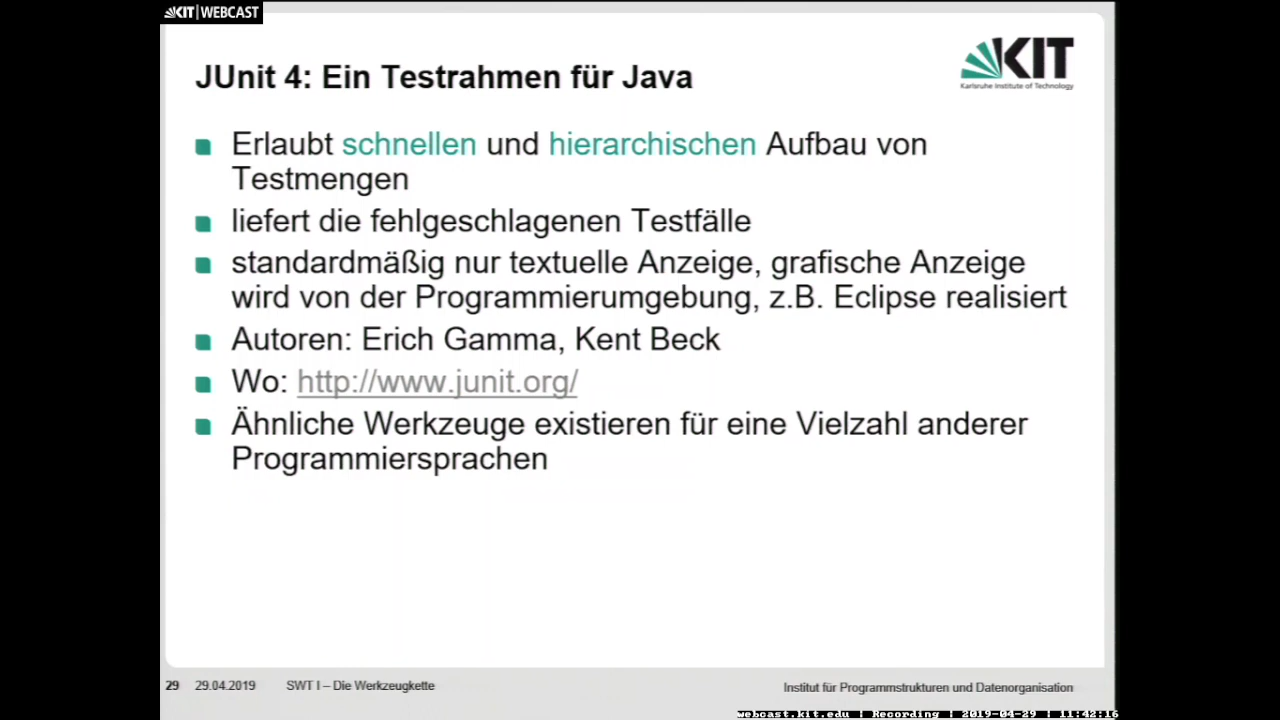 KIT WEBCAST
JUnit 4: Ein Testrahmen für Java
KIT
Karlsruhe Institute of Technology
Erlaubt schnellen und hierarchischen Aufbau von
Testmengen
liefert die fehlgeschlagenen Testfälle
standardmäßig nur textuelle Anzeige, grafische Anzeige
wird von der Programmierumgebung, z.B. Eclipse realisiert
Autoren: Erich Gamma, Kent Beck
Wo: http://www.junit.org/
Ähnliche Werkzeuge existieren für eine Vielzahl anderer
Programmiersprachen
29 29.04.2019 SWT I – Die Werkzeugkette Institut für Programmstrukturen und Datenorganisation
webcast.kit.edu | Recording | 2019-04-29 | 11:42:16